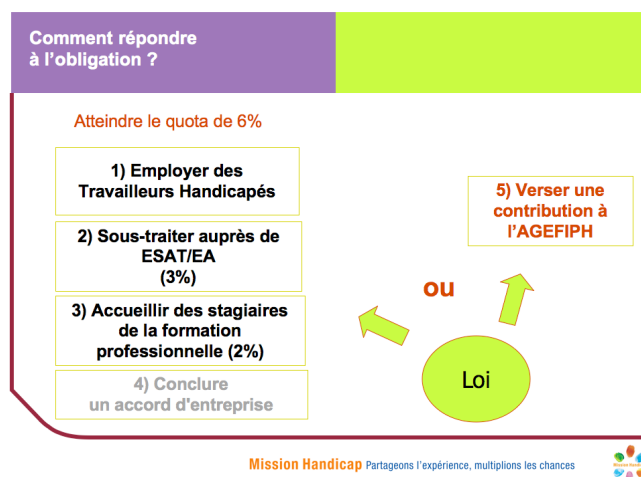 Comment répondre
à l'obligation ?
Atteindre le quota de 6%
1) Employer des
Travailleurs Handicapés
2) Sous-traiter auprès de
ESAT/EA
(3%)
3) Accueillir des stagiaires
de la formation
professionnelle (2%)
4) Conclure
un accord d'entreprise
5) Verser une
contribution à
l'AGEFIPH
ou
Loi
Mission Handicap Partageons l'expérience, multiplions les chances
Mission Handicap